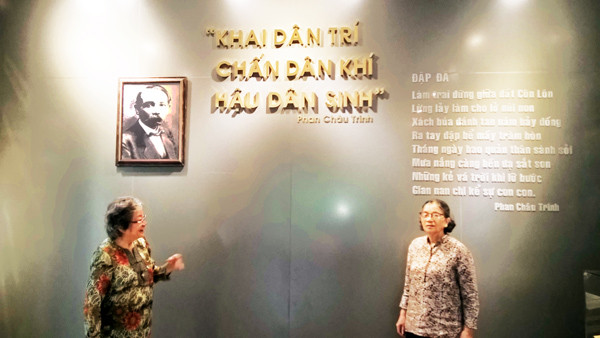 “KHAI DÂN TRÍ
CHẤN DÂN KHÍ
HẬU DÂN SINH”
Phan Châu Trinh
ĐẬP ĐÁ
Làm trai đứng giữa đất Côn Lôn
Lừng lẫy làm cho lở núi non
Xách búa đánh tan năm bảy đống
Ra tay đập bể mấy trăm hòn
Tháng ngày bao quản thân sành sỏi
Mưa nắng càng bền dạ sắt son
Những kẻ vá trời khi lỡ bước
Gian nan chi kể sự con con.
Phan Châu Trinh